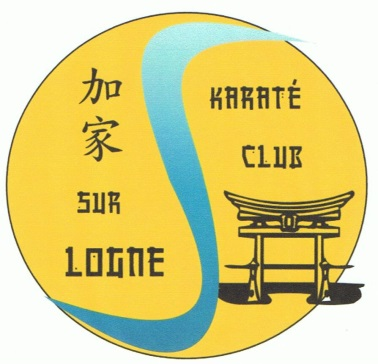 加
家
SUR
LOGNE
KARATÉ
CLUB